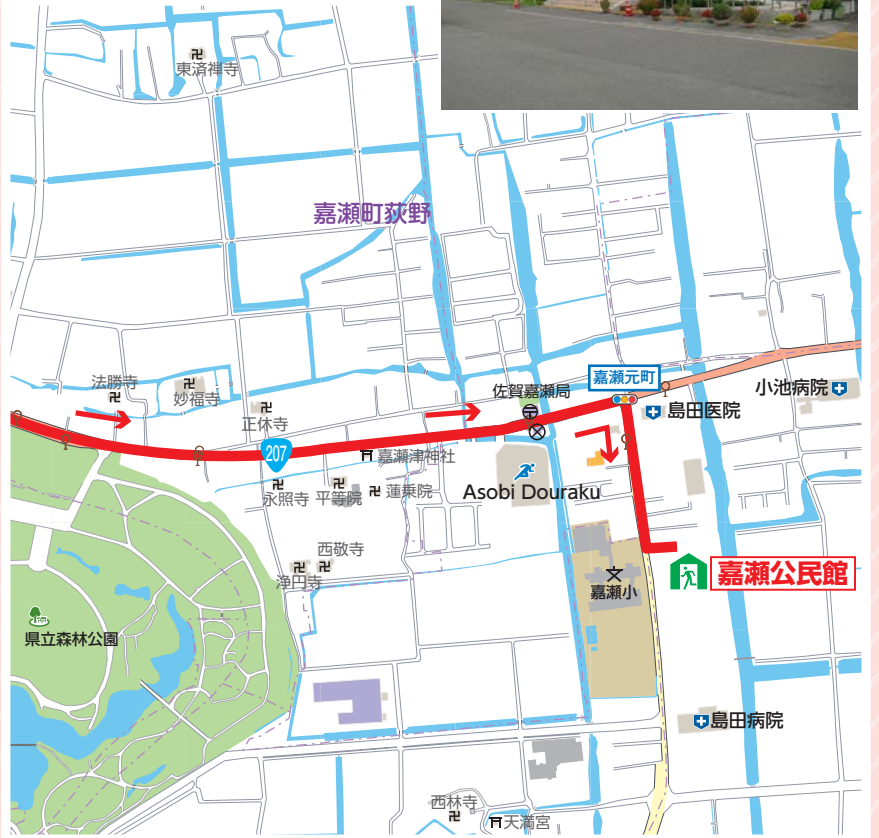 東済禅寺
嘉瀬町荻野
法勝寺
妙福寺
正休寺
佐賀嘉瀬局
嘉瀬元町
島田医院
小池病院
207
嘉瀬津神社
Asobi Douraku
永照寺
平等院
蓮乗院
西敬寺
浄円寺
嘉瀬小
嘉瀬公民館
県立森林公園
島田病院
西林寺
天満宮